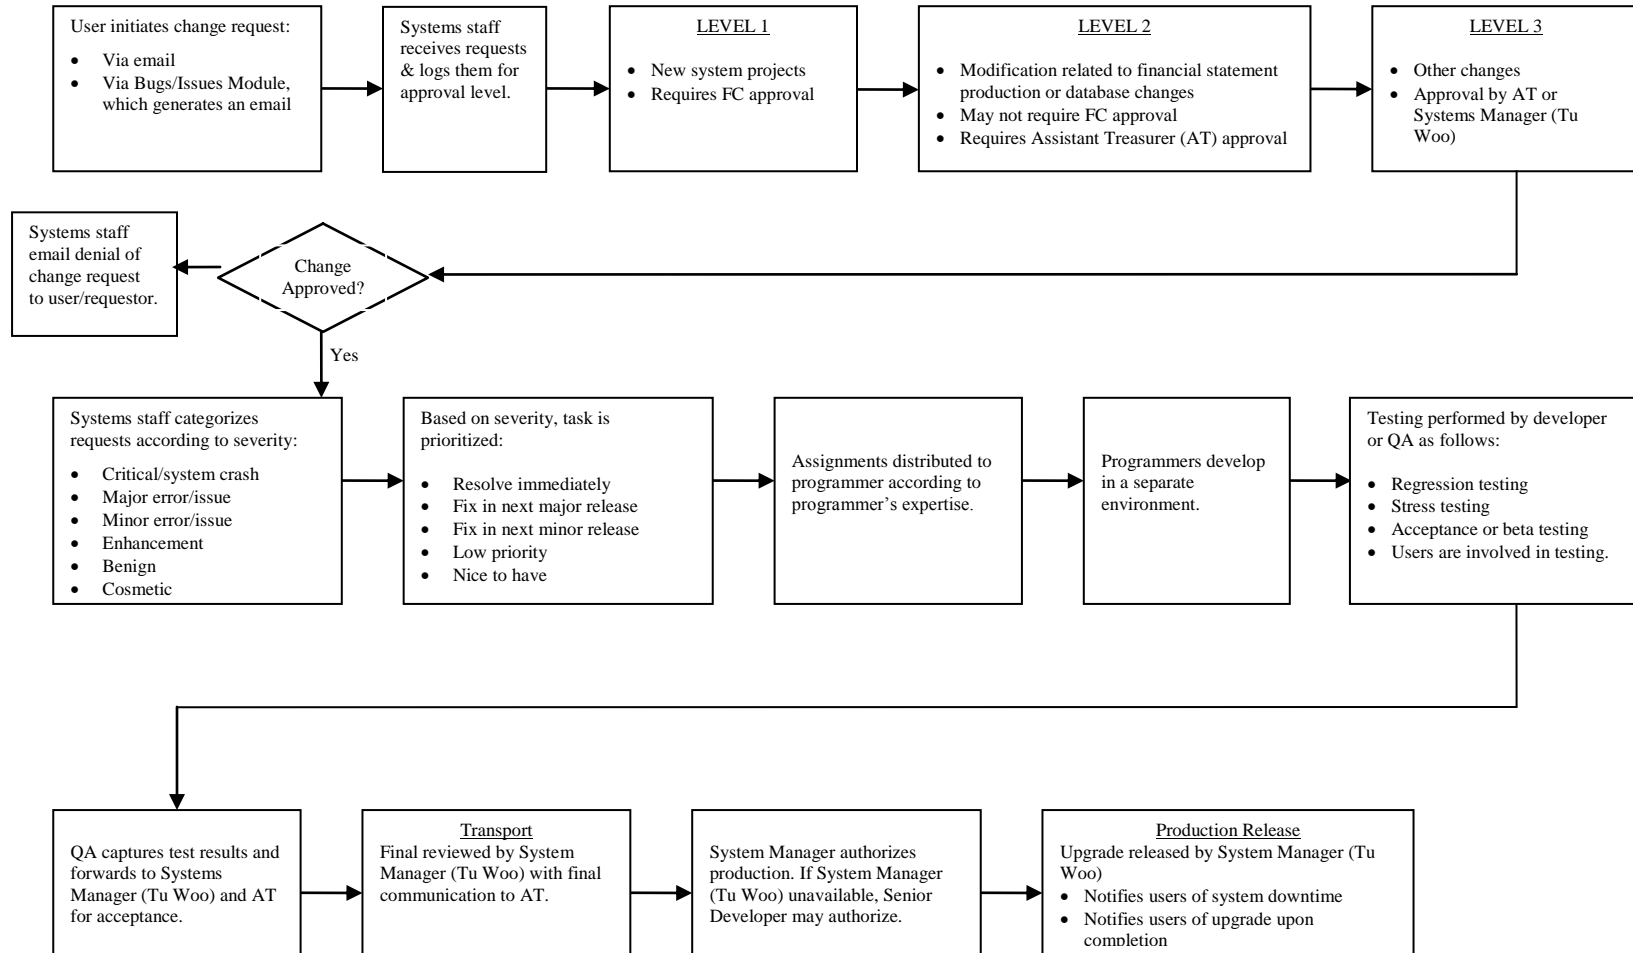 User initiates change request:
• Via email
• Via Bugs/Issues Module,
which generates an email
Systems staff
receives requests
& logs them for
approval level.
LEVEL 1
• New system projects
• Requires FC approval
LEVEL 2
• Modification related to financial statement
production or database changes
• May not require FC approval
• Requires Assistant Treasurer (AT) approval
LEVEL 3
• Other changes
• Approval by AT or
Systems Manager (Tu
Woo)
Systems staff
email denial of
change request
to user/requestor.
Change
Approved?
Yes
Systems staff categorizes
requests according to severity:
• Critical/system crash
• Major error/issue
• Minor error/issue
• Enhancement
• Benign
• Cosmetic
Based on severity, task is
prioritized:
• Resolve immediately
• Fix in next major release
• Fix in next minor release
• Low priority
• Nice to have
Assignments distributed to
programmer according to
programmer’s expertise.
Programmers develop
in a separate
environment.
Testing performed by developer
or QA as follows:
• Regression testing
• Stress testing
• Acceptance or beta testing
• Users are involved in testing.
QA captures test results and
forwards to Systems
Manager (Tu Woo) and AT
for acceptance.
Transport
Final reviewed by System
Manager (Tu Woo) with final
communication to AT.
System Manager authorizes
production. If System Manager
(Tu Woo) unavailable, Senior
Developer may authorize.
Production Release
Upgrade released by System Manager (Tu
Woo)
• Notifies users of system downtime
• Notifies users of upgrade upon
completion